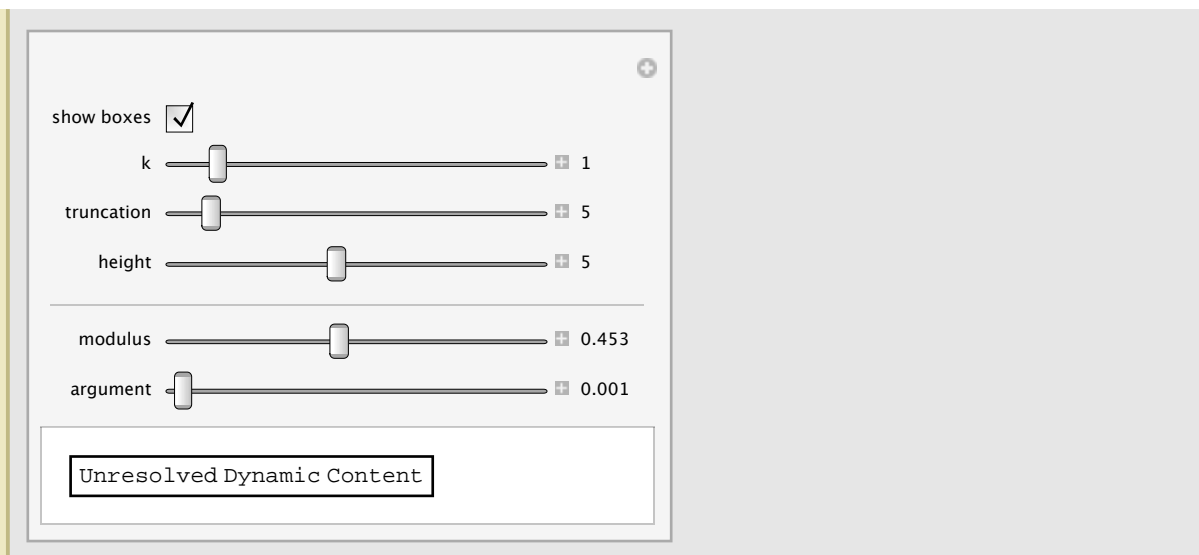 show boxes
k 1
truncation 5
height 5
modulus 0.453
argument 0.001
Unresolved Dynamic Content